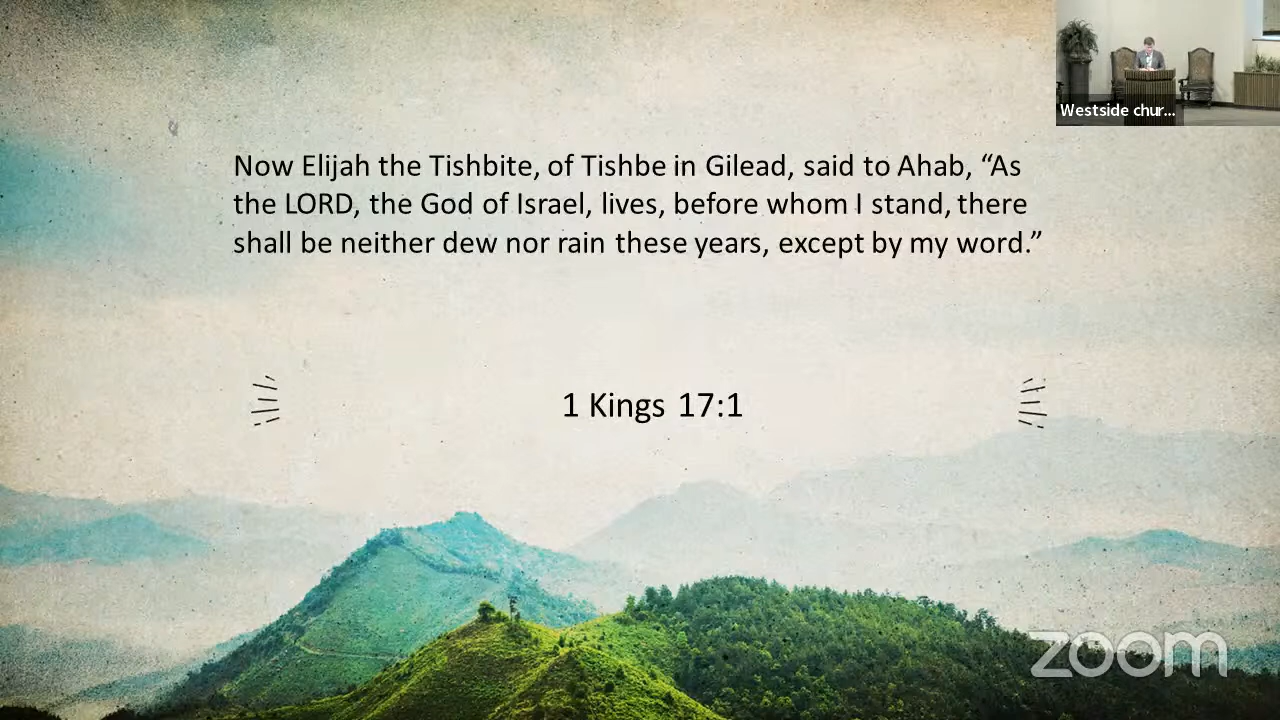 Westside chur...
Now Elijah the Tishbite, of Tishbe in Gilead, said to Ahab, “As
the LORD, the God of Israel, lives, before whom I stand, there
shall be neither dew nor rain these years, except by my word.”
1 Kings 17:1
zoom